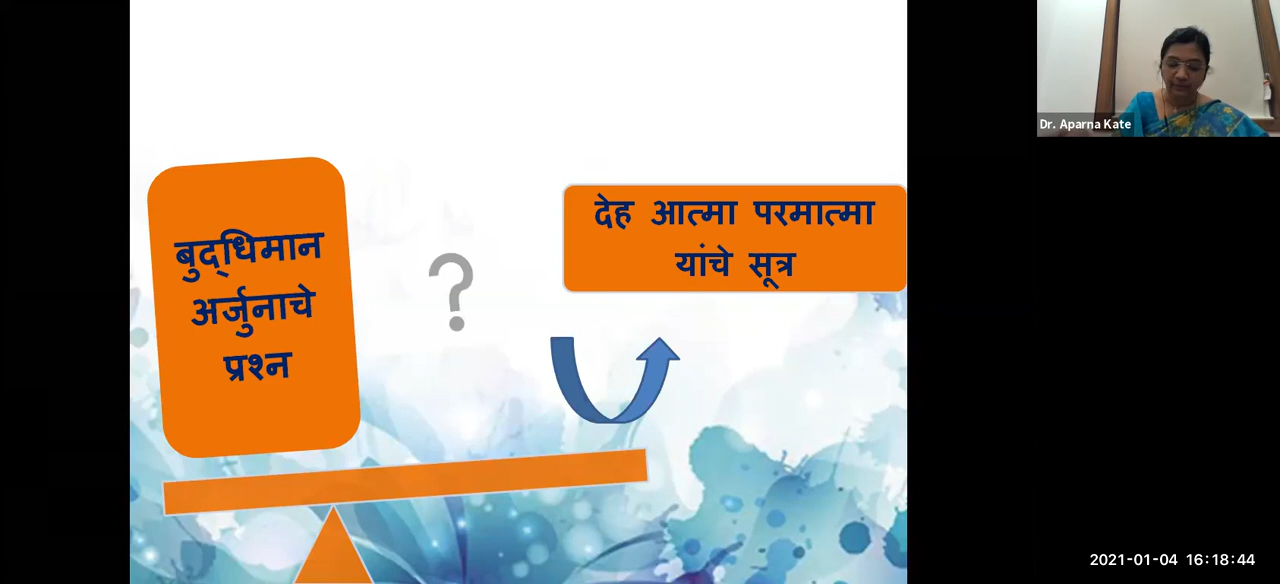 बुद्धिमान
अर्जुनाचे
प्रश्न
?
देह आत्मा परमात्मा
यांचे सूत्र
Dr. Aparna Kate
2021-01-04 16:18:44